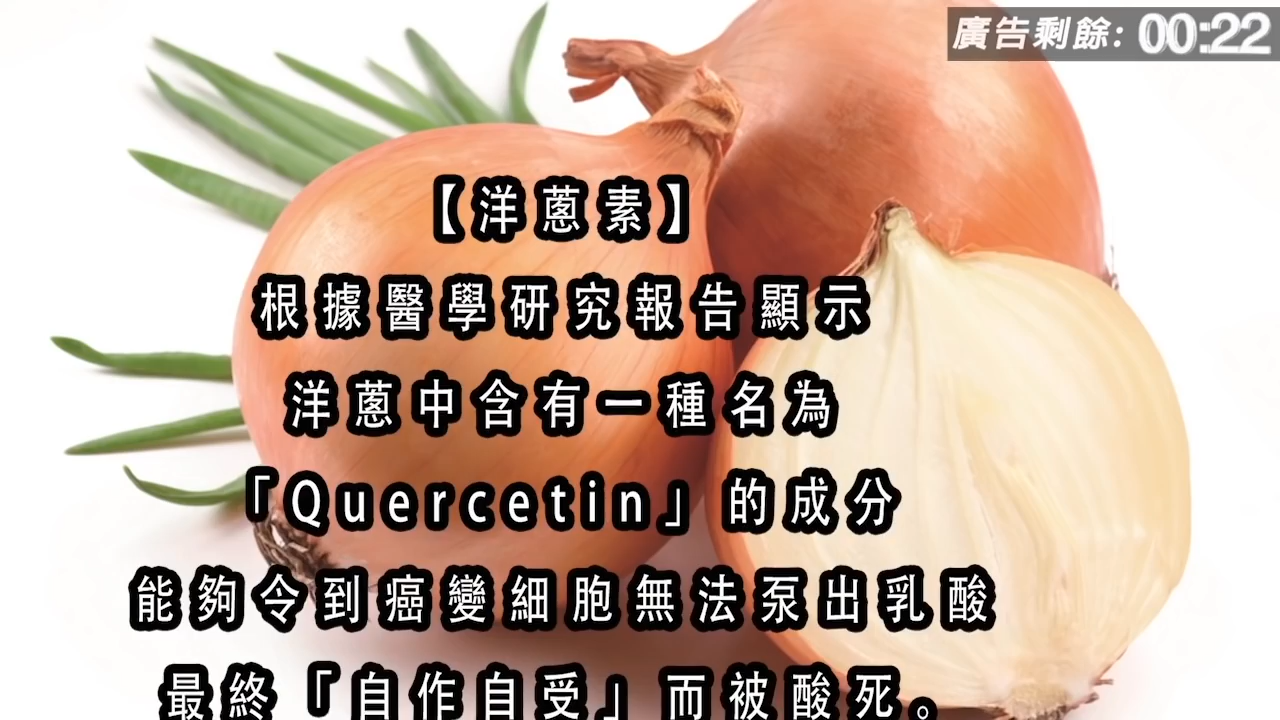 廣告剩餘: 00:22
【洋蔥素】
根據醫學研究報告顯示
洋蔥中含有一種名為
「Quercetin」的成分
能夠令到癌變細胞無法泵出乳酸
最終「自作自受」而被酸死。